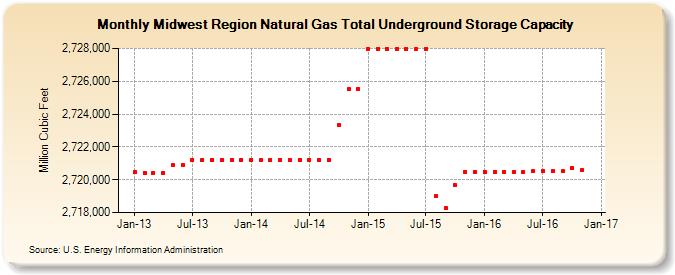 Monthly Midwest Region Natural Gas Total Underground Storage Capacity
Million Cubic Feet
2,728,000
2,726,000
2,724,000
2,722,000
2,720,000
2,718,000
Jan-13 Jul-13 Jan-14 Jul-14 Jan-15 Jul-15 Jan-16 Jul-16 Jan-17
Source: U.S. Energy Information Administration